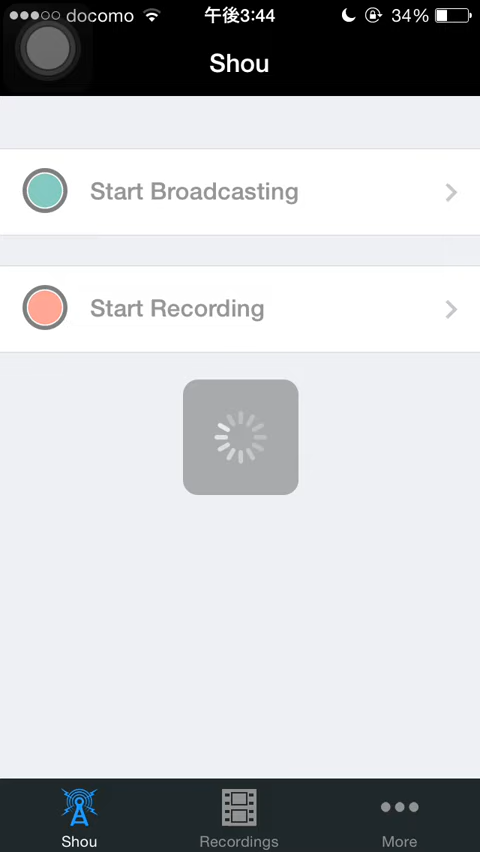 docomo 午後3:44 34%
Shou
Start Broadcasting
Start Recording
Shou Recordings More